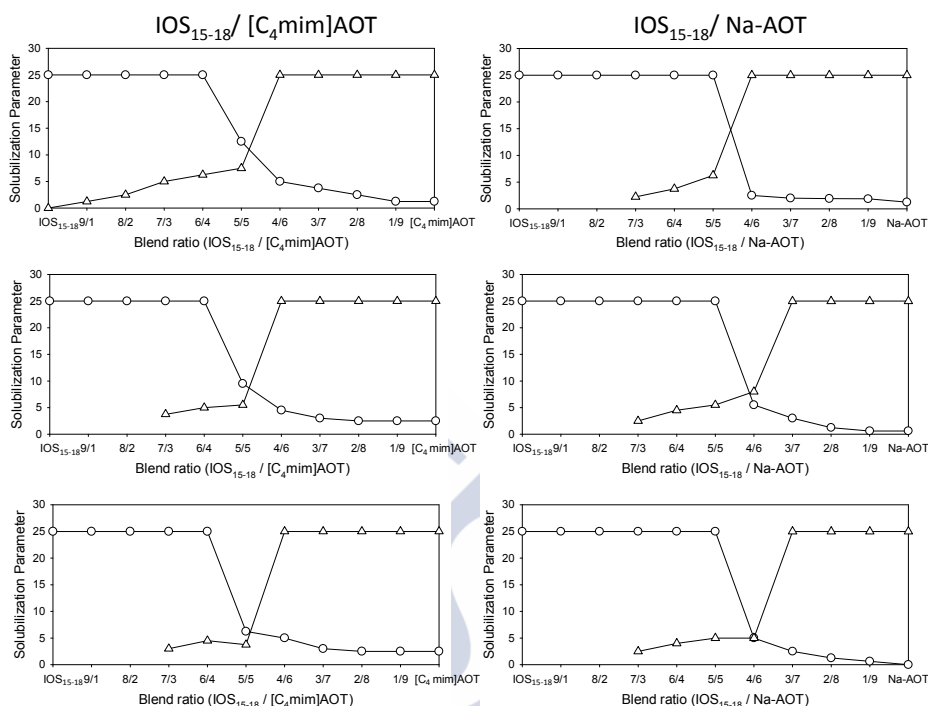 IOS15-18/ [C4mim]AOT
30
25
20
15
10
5
0
Solubilization Parameter
IOS15-18 9/1 8/2 7/3 6/4 5/5 4/6 3/7 2/8 1/9 [C4 mim]AOT
Blend ratio (IOS15-18 / [C4mim]AOT)
30
25
20
15
10
5
0
Solubilization Parameter
IOS15-18 9/1 8/2 7/3 6/4 5/5 4/6 3/7 2/8 1/9 [C4 mim]AOT
Blend ratio (IOS15-18 / [C4mim]AOT)
30
25
20
15
10
5
0
Solubilization Parameter
IOS15-18 9/1 8/2 7/3 6/4 5/5 4/6 3/7 2/8 1/9 [C4 mim]AOT
Blend ratio (IOS15-18 / [C4mim]AOT)
IOS15-18/ Na-AOT
30
25
20
15
10
5
0
Solubilization Parameter
IOS15-18 9/1 8/2 7/3 6/4 5/5 4/6 3/7 2/8 1/9 Na-AOT
Blend ratio (IOS15-18 / Na-AOT)
30
25
20
15
10
5
0
Solubilization Parameter
IOS15-18 9/1 8/2 7/3 6/4 5/5 4/6 3/7 2/8 1/9 Na-AOT
Blend ratio (IOS15-18 / Na-AOT)
30
25
20
15
10
5
0
Solubilization Parameter
IOS15-18 9/1 8/2 7/3 6/4 5/5 4/6 3/7 2/8 1/9 Na-AOT
Blend ratio (IOS15-18 / Na-AOT)